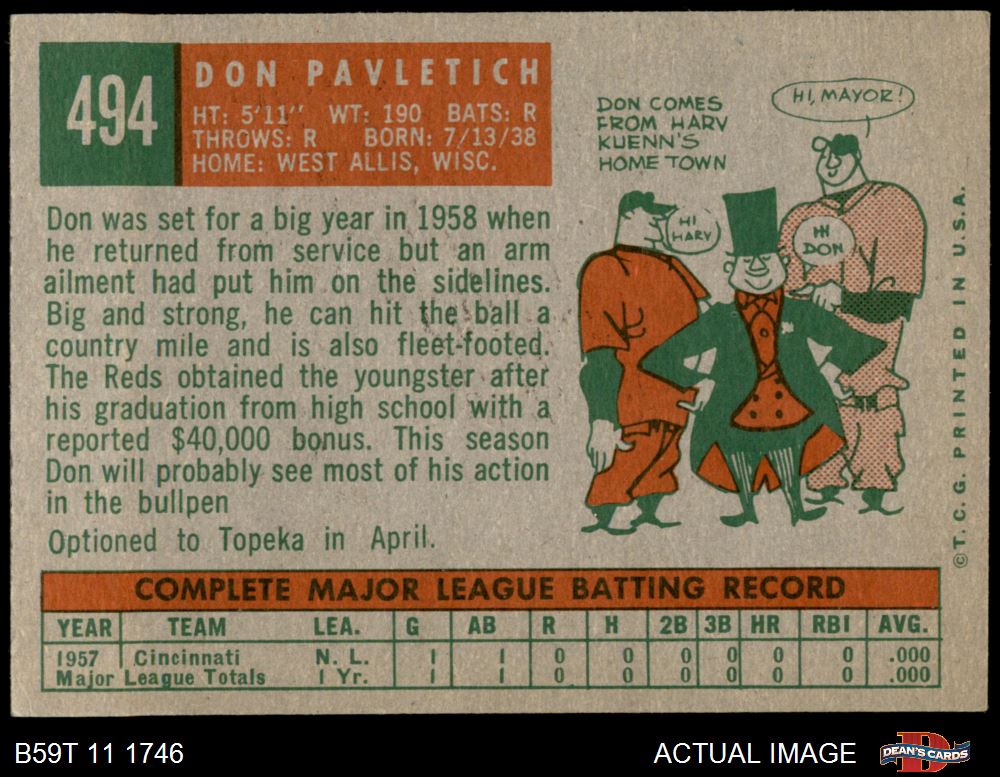 494
DON PAVLETICH
HT: 5'11" WT: 190 BATS: R
THROWS: R BORN: 7/13/38
HOME: WEST ALLIS, WISC.
Don was set for a big year in 1958 when
he returned from service but an arm
ailment had put him on the sidelines.
Big and strong, he can hit the ball a
country mile and is also fleet-footed.
The Reds obtained the youngster after
his graduation from high school with a
reported $40,000 bonus. This season
Don will probably see most of his action
in the bullpen
Optioned to Topeka in April.
DON COMES
FROM HARV
KUENN'S
HOME TOWN
HI, MAYOR!
HI
HARV
HI
DON
© T. C. G. PRINTED IN U.S.A.
COMPLETE MAJOR LEAGUE BATTING RECORD
YEAR TEAM LEA. G AB R H 2B 3B HR RBI AVG.
1957 Cincinnati N. L. 1 1 0 0 0 0 0 0 .000
Major League Totals 1 Yr. 1 1 0 0 0 0 0 0 .000
B59T 11 1746
ACTUAL IMAGE
D
DEAN'S CARDS